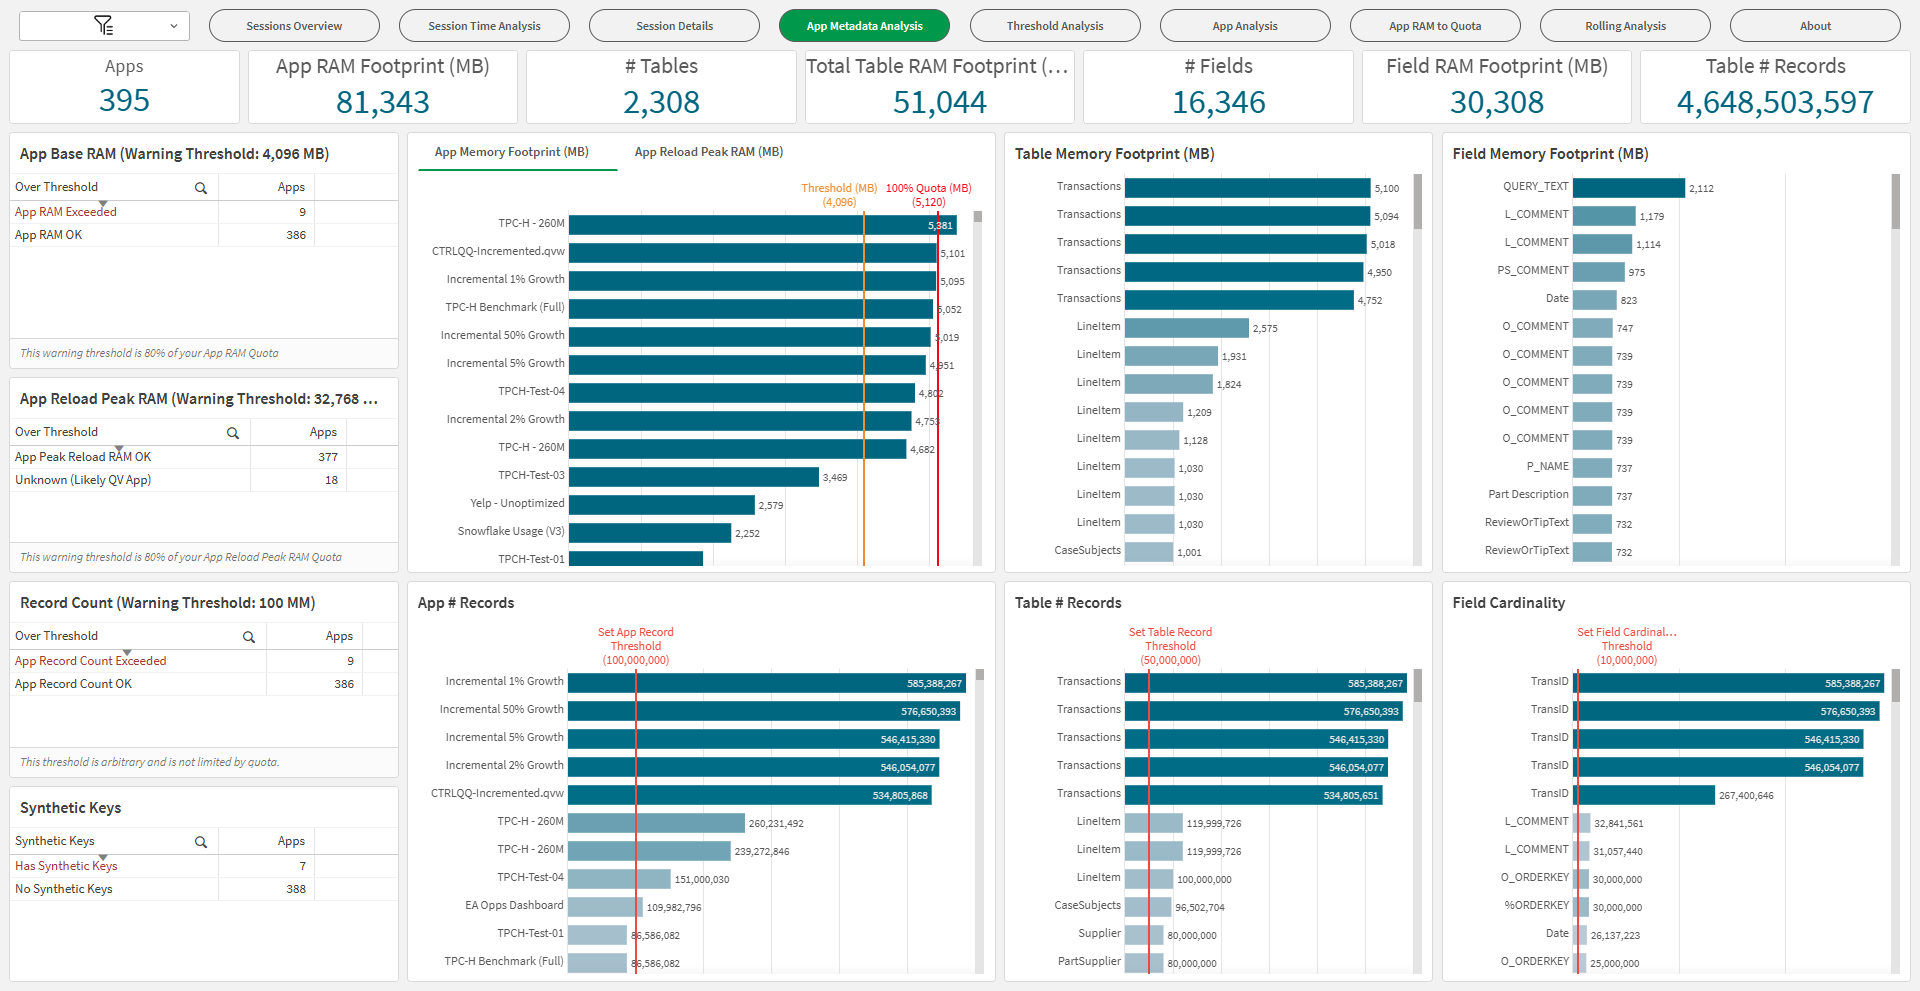 Sessions Overview
Session Time Analysis
Session Details
App Metadata Analysis
Threshold Analysis
App Analysis
App RAM to Quota
Rolling Analysis
About
Apps
395
App RAM Footprint (MB)
81,343
# Tables
2,308
Total Table RAM Footprint (...
51,044
# Fields
16,346
Field RAM Footprint (MB)
30,308
Table # Records
4,648,503,597
App Base RAM (Warning Threshold: 4,096 MB)
Over Threshold Apps
App RAM Exceeded 9
App RAM OK 386
This warning threshold is 80% of your App RAM Quota
App Reload Peak RAM (Warning Threshold: 32,768 ...
Over Threshold Apps
App Peak Reload RAM OK 377
Unknown (Likely QV App) 18
This warning threshold is 80% of your App Reload Peak RAM Quota
Record Count (Warning Threshold: 100 MM)
Over Threshold Apps
App Record Count Exceeded 9
App Record Count OK 386
This threshold is arbitrary and is not limited by quota.
Synthetic Keys
Synthetic Keys Apps
Has Synthetic Keys 7
No Synthetic Keys 388
App Memory Footprint (MB)
App Reload Peak RAM (MB)
Threshold (MB)
(4,096)
100% Quota (MB)
(5,120)
TPC-H - 260M 5,381
CTRLQQ-Incremented.qvw 5,101
Incremental 1% Growth 5,095
TPC-H Benchmark (Full) 5,052
Incremental 50% Growth 5,019
Incremental 5% Growth 4,951
TPCH-Test-04 4,802
Incremental 2% Growth 4,753
TPC-H - 260M 4,682
TPCH-Test-03 3,469
Yelp - Unoptimized 2,579
Snowflake Usage (V3) 2,252
TPCH-Test-01
Table Memory Footprint (MB)
Transactions 5,100
Transactions 5,094
Transactions 5,018
Transactions 4,950
Transactions 4,752
LineItem 2,575
LineItem 1,931
LineItem 1,824
LineItem 1,209
LineItem 1,128
LineItem 1,030
LineItem 1,030
LineItem 1,030
CaseSubjects 1,001
Field Memory Footprint (MB)
QUERY_TEXT 2,112
L_COMMENT 1,179
L_COMMENT 1,114
PS_COMMENT 975
Date 823
O_COMMENT 747
O_COMMENT 739
O_COMMENT 739
O_COMMENT 739
O_COMMENT 739
P_NAME 737
Part Description 737
ReviewOrTipText 732
ReviewOrTipText 732
App # Records
Set App Record
Threshold
(100,000,000)
Incremental 1% Growth 585,388,267
Incremental 50% Growth 576,650,393
Incremental 5% Growth 546,415,330
Incremental 2% Growth 546,054,077
CTRLQQ-Incremented.qvw 534,805,868
TPC-H - 260M 260,231,492
TPC-H - 260M 239,272,846
TPCH-Test-04 151,000,030
EA Opps Dashboard 109,982,796
TPCH-Test-01 86,586,082
TPC-H Benchmark (Full) 86,586,082
Table # Records
Set Table Record
Threshold
(50,000,000)
Transactions 585,388,267
Transactions 576,650,393
Transactions 546,415,330
Transactions 546,054,077
Transactions 534,805,651
LineItem 119,999,726
LineItem 119,999,726
LineItem 100,000,000
CaseSubjects 96,502,704
Supplier 80,000,000
PartSupplier 80,000,000
Field Cardinality
Set Field Cardinal...
Threshold
(10,000,000)
TransID 585,388,267
TransID 576,650,393
TransID 546,415,330
TransID 546,054,077
TransID 267,400,646
L_COMMENT 32,841,561
L_COMMENT 31,057,440
O_ORDERKEY 30,000,000
%ORDERKEY 30,000,000
Date 26,137,223
O_ORDERKEY 25,000,000